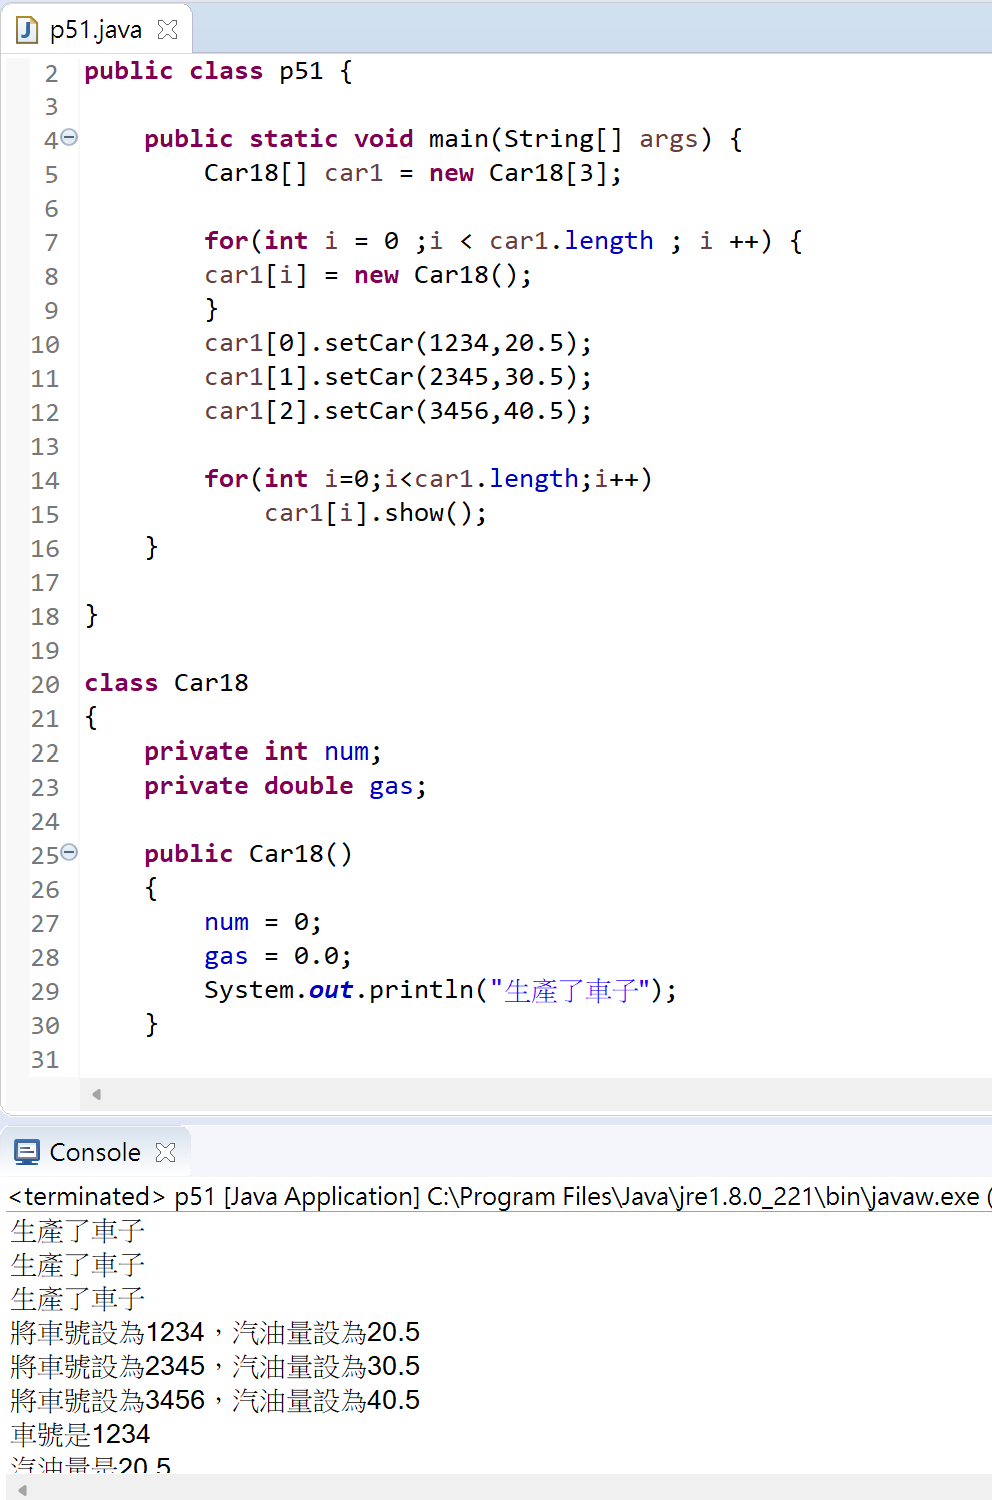 p51.java
2 public class p51 {
3
4 public static void main(String[] args) {
5 Car18[] car1 = new Car18[3];
6
7 for(int i = 0 ;i < car1.length ; i ++) {
8 car1[i] = new Car18();
9 }
10 car1[0].setCar(1234,20.5);
11 car1[1].setCar(2345,30.5);
12 car1[2].setCar(3456,40.5);
13
14 for(int i=0;i<car1.length;i++)
15 car1[i].show();
16 }
17
18 }
19
20 class Car18
21 {
22 private int num;
23 private double gas;
24
25 public Car18()
26 {
27 num = 0;
28 gas = 0.0;
29 System.out.println("生產了車子");
30 }
31
Console
<terminated> p51 [Java Application] C:\Program Files\Java\jre1.8.0_221\bin\javaw.exe (
生產了車子
生產了車子
生產了車子
將車號設為1234，汽油量設為20.5
將車號設為2345，汽油量設為30.5
將車號設為3456，汽油量設為40.5
車號是1234
汽油量是20.5